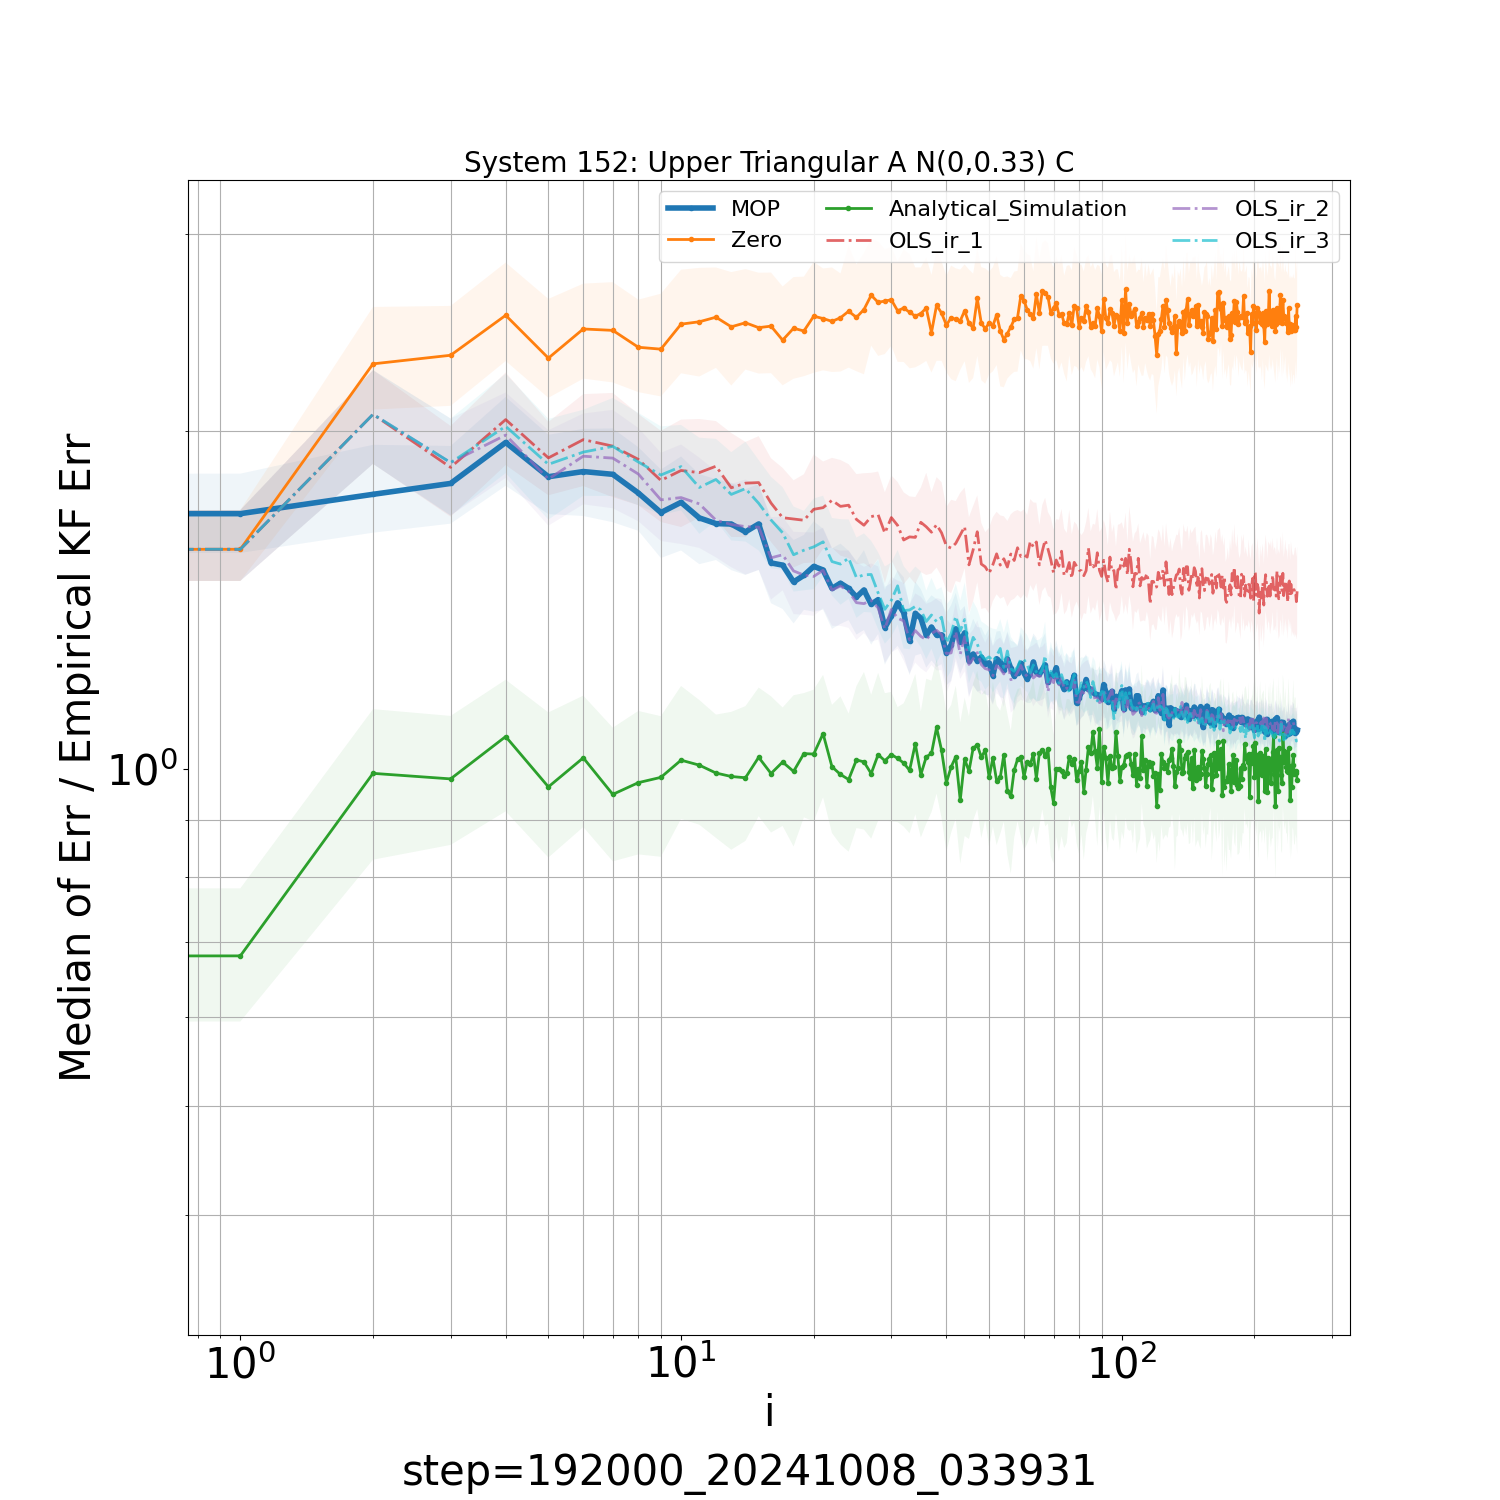 System 152: Upper Triangular A N(0,0.33) C
MOP
Zero
Analytical_Simulation
OLS_ir_1
OLS_ir_2
OLS_ir_3
Median of Err / Empirical KF Err
10⁰
10⁰ 10¹ 10²
i
step=192000_20241008_033931